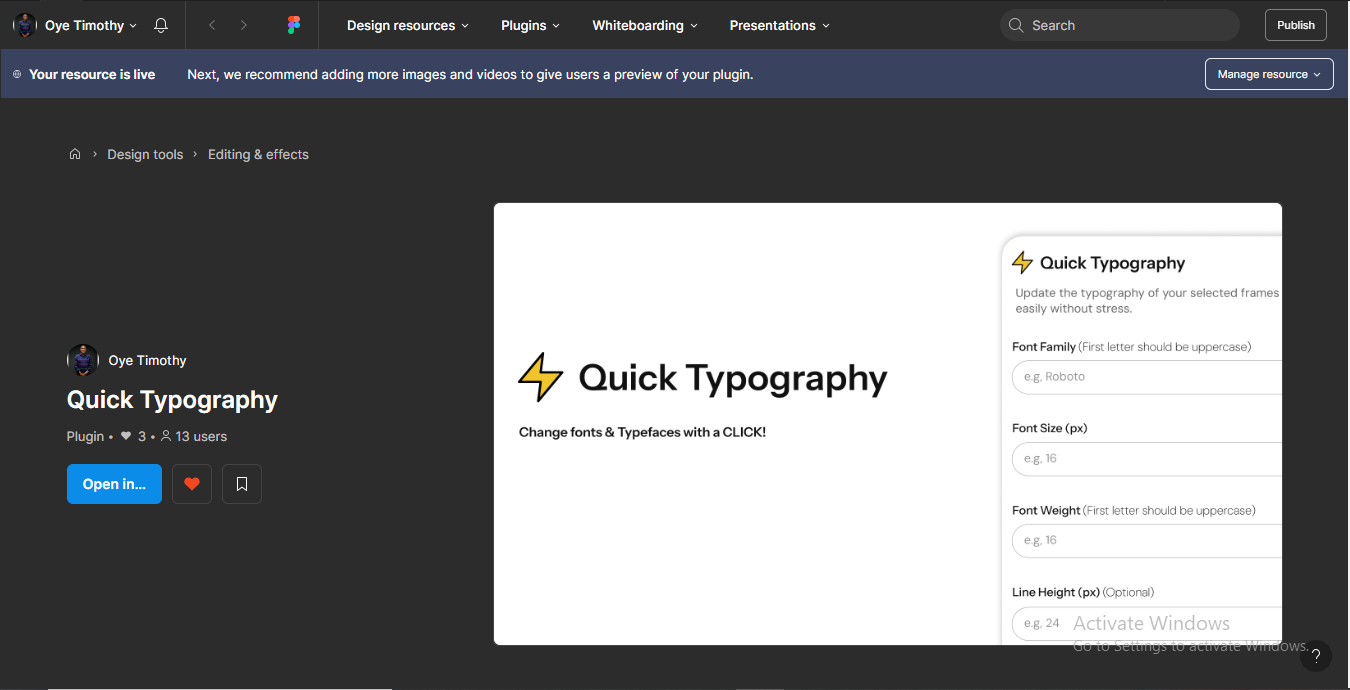 Oye Timothy
Design resources
Plugins
Whiteboarding
Presentations
Search
Publish
Your resource is live
Next, we recommend adding more images and videos to give users a preview of your plugin.
Manage resource
Design tools
Editing & effects
Oye Timothy
Quick Typography
Plugin • 3 • 13 users
Open in...
Quick Typography
Change fonts & Typefaces with a CLICK!
Quick Typography
Update the typography of your selected frames
easily without stress.
Font Family (First letter should be uppercase)
e.g, Roboto
Font Size (px)
e.g, 16
Font Weight (First letter should be uppercase)
e.g, 16
Line Height (px) (Optional)
e.g, 24
Activate Windows
Go to Settings to activate Windows.
?